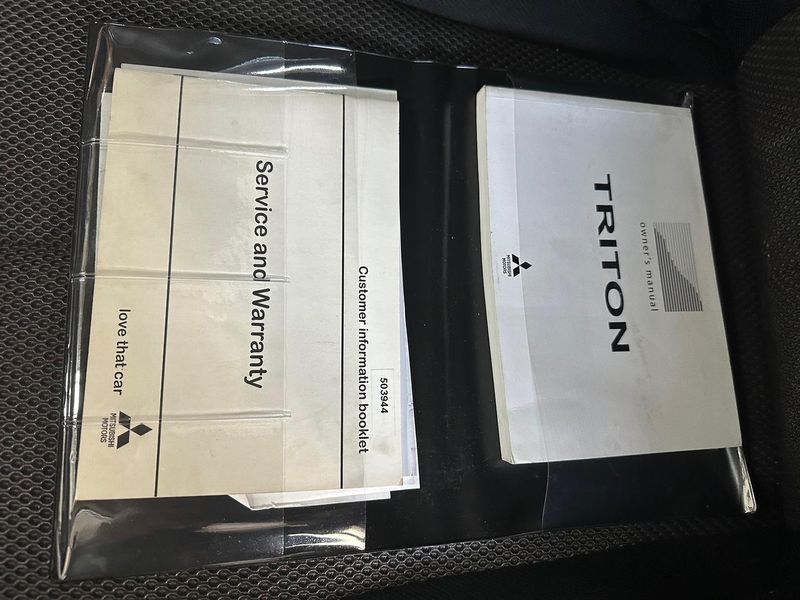 503944
Customer information booklet
Service and Warranty
love that car
MITSUBISHI
MOTORS
owner's manual
TRITON
MITSUBISHI
MOTORS